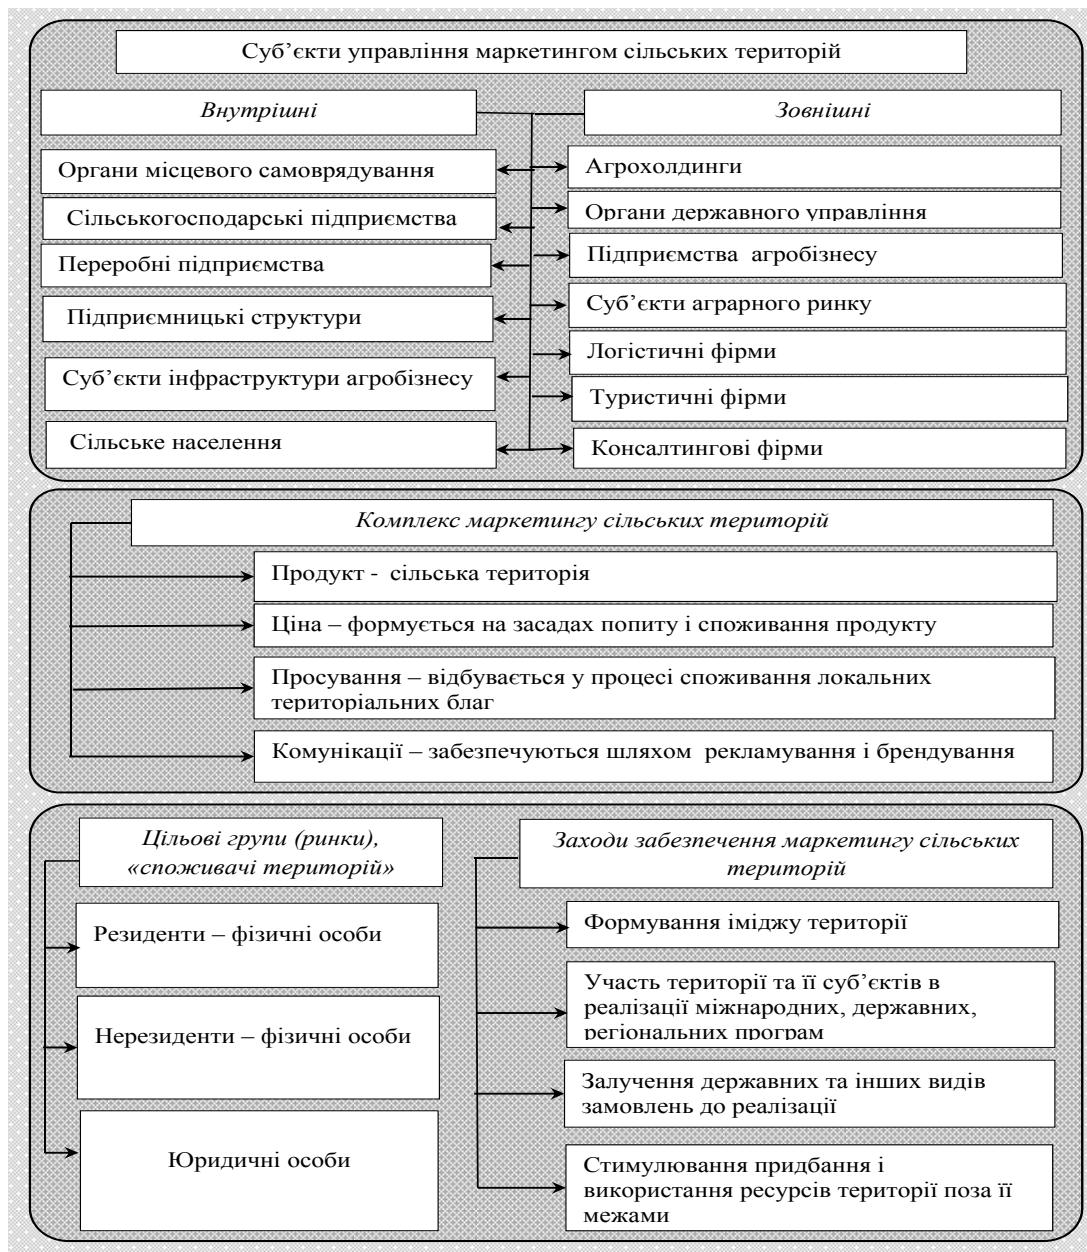 Суб’єкти управління маркетингом сільських територій
Внутрішні
Органи місцевого самоврядування
Сільськогосподарські підприємства
Переробні підприємства
Підприємницькі структури
Суб’єкти інфраструктури агробізнесу
Сільське населення
Зовнішні
Агрохолдинги
Органи державного управління
Підприємства агробізнесу
Суб’єкти аграрного ринку
Логістичні фірми
Туристичні фірми
Консалтингові фірми
Комплекс маркетингу сільських територій
Продукт - сільська територія
Ціна – формується на засадах попиту і споживання продукту
Просування – відбувається у процесі споживання локальних
територіальних благ
Комунікації – забезпечуються шляхом рекламування і брендування
Цільові групи (ринки),
«споживачі територій»
Резиденти – фізичні особи
Нерезиденти – фізичні особи
Юридичні особи
Заходи забезпечення маркетингу сільських
територій
Формування іміджу території
Участь території та її суб’єктів в
реалізації міжнародних, державних,
регіональних програм
Залучення державних та інших видів
замовлень до реалізації
Стимулювання придбання і
використання ресурсів території поза її
межами